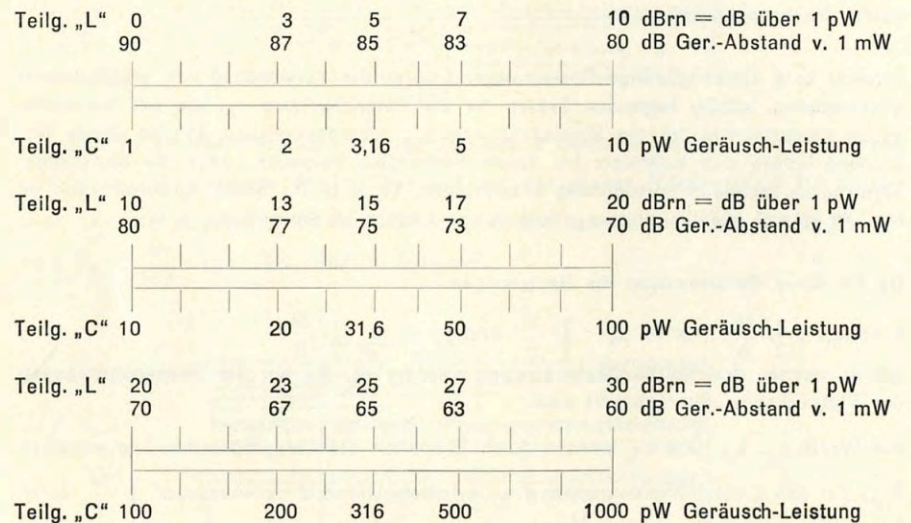 Teilg. „L“ 0 3 5 7 10 dBrn = dB über 1 pW
90 87 85 83 80 dB Ger.-Abstand v. 1 mW
Teilg. „C“ 1 2 3,16 5 10 pW Geräusch-Leistung
Teilg. „L“ 10 13 15 17 20 dBrn = dB über 1 pW
80 77 75 73 70 dB Ger.-Abstand v. 1 mW
Teilg. „C“ 10 20 31,6 50 100 pW Geräusch-Leistung
Teilg. „L“ 20 23 25 27 30 dBrn = dB über 1 pW
70 67 65 63 60 dB Ger.-Abstand v. 1 mW
Teilg. „C“ 100 200 316 500 1000 pW Geräusch-Leistung